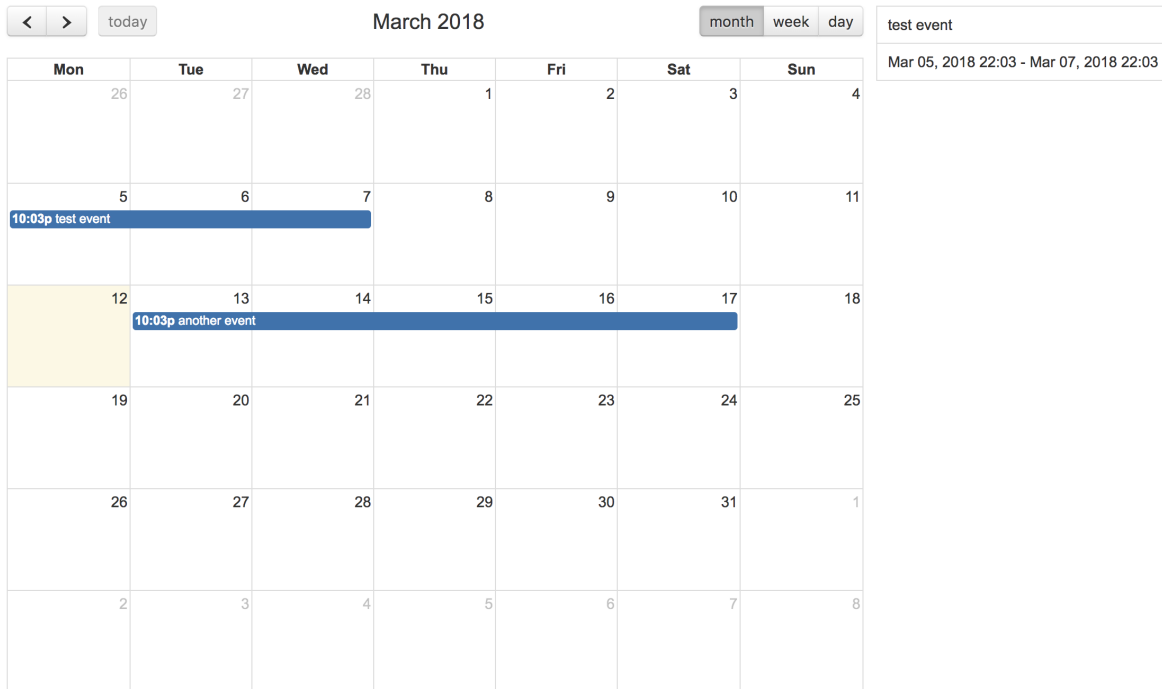 today March 2018 month week day
test event
Mar 05, 2018 22:03 - Mar 07, 2018 22:03
Mon Tue Wed Thu Fri Sat Sun
26 27 28 1 2 3 4
5 6 7 8 9 10 11
10:03p test event
12 13 14 15 16 17 18
10:03p another event
19 20 21 22 23 24 25
26 27 28 29 30 31 1
2 3 4 5 6 7 8